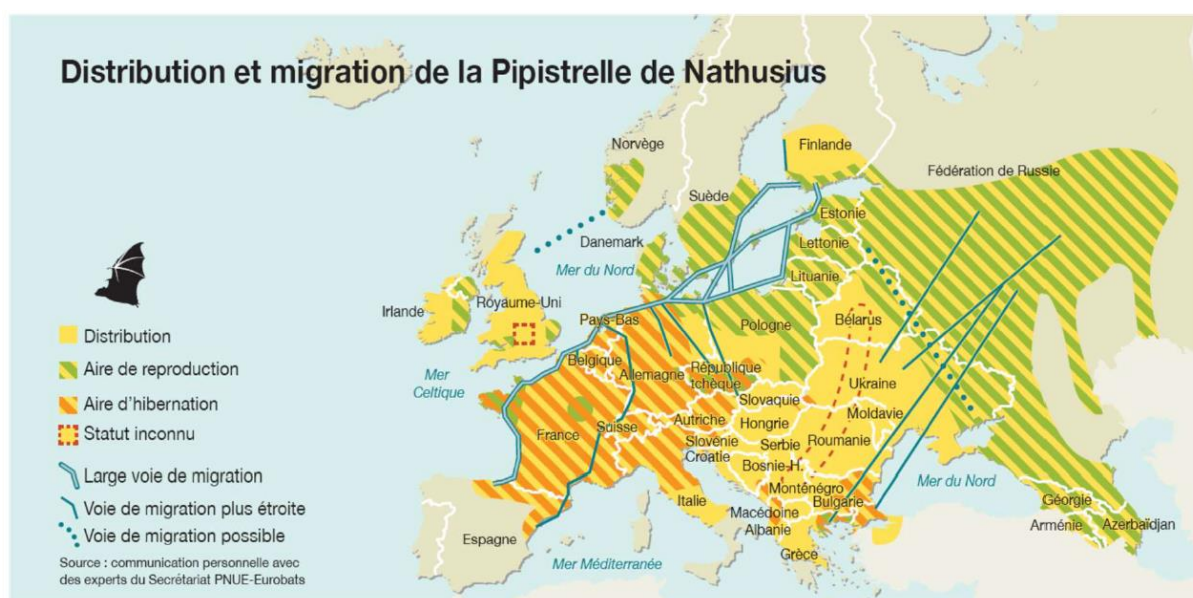 Distribution et migration de la Pipistrelle de Nathusius
Norvège
Finlande
Fédération de Russie
Suède
Estonie
Danemark
Lettonie
Mer du Nord
Lituanie
Irlande
Royaume-Uni
Pays-Bas
Pologne
Bélarus
Belgique
Allemagne
République
tchèque
Mer
Celtique
Ukraine
Slovaquie
Autriche
Hongrie
Moldavie
France
Suisse
Slovénie
Croatie
Serbie
Roumanie
Bosnie-H.
Mer du Nord
Monténégro
Italie
Bulgarie
Macédoine
Albanie
Géorgie
Arménie
Azerbaïdjan
Espagne
Grèce
Mer Méditerranée
Distribution
Aire de reproduction
Aire d'hibernation
Statut inconnu
Large voie de migration
Voie de migration plus étroite
Voie de migration possible
Source : communication personnelle avec
des experts du Secrétariat PNUE-Eurobats